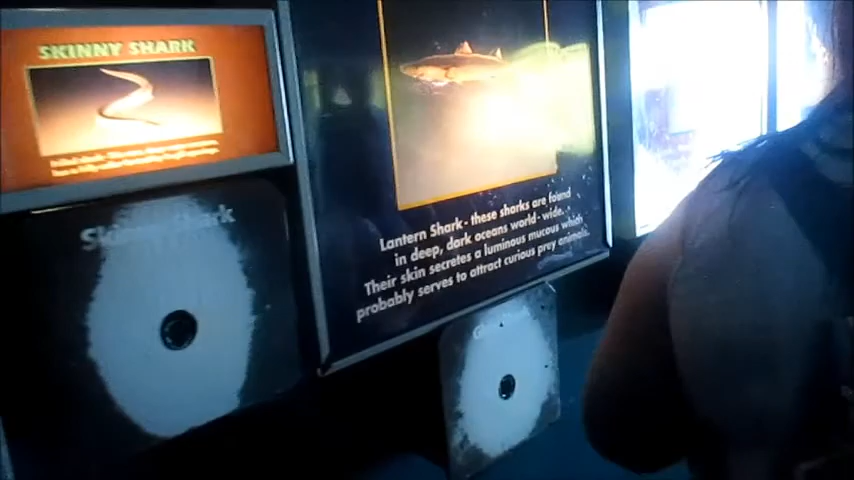 SKINNY SHARK
Skinny Shark
Lantern Shark - these sharks are found
in deep, dark oceans world-wide.
Their skin secretes a luminous mucous which
probably serves to attract curious prey animals.